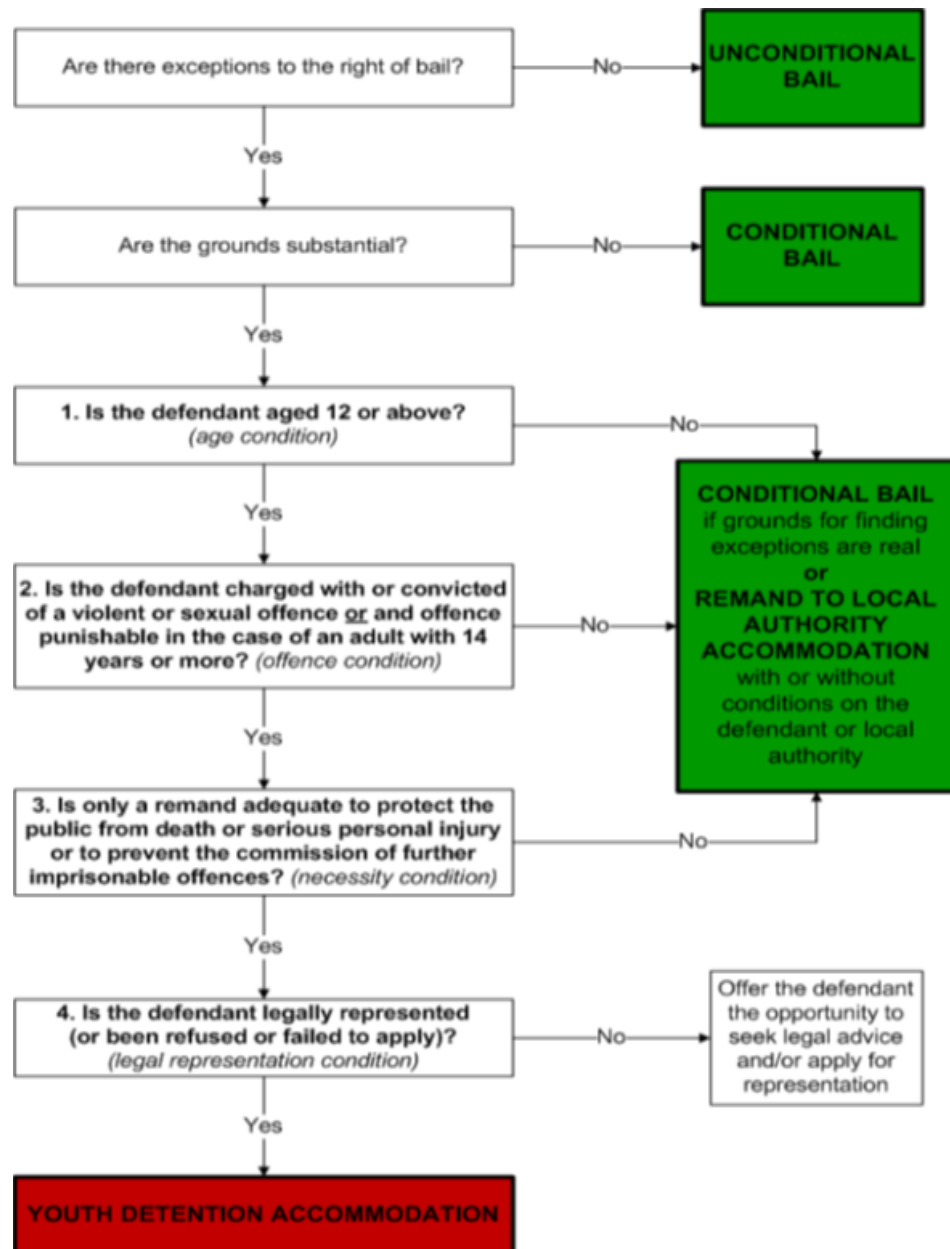 Are there exceptions to the right of bail?
No
UNCONDITIONAL
BAIL
Yes
Are the grounds substantial?
No
CONDITIONAL
BAIL
Yes
1. Is the defendant aged 12 or above?
(age condition)
No
Yes
CONDITIONAL BAIL
if grounds for finding
exceptions are real
or
REMAND TO LOCAL
AUTHORITY
ACCOMMODATION
with or without
conditions on the
defendant or local
authority
2. Is the defendant charged with or convicted
of a violent or sexual offence or and offence
punishable in the case of an adult with 14
years or more? (offence condition)
No
Yes
3. Is only a remand adequate to protect the
public from death or serious personal injury
or to prevent the commission of further
imprisonable offences? (necessity condition)
No
Yes
4. Is the defendant legally represented
(or been refused or failed to apply)?
(legal representation condition)
No
Offer the defendant
the opportunity to
seek legal advice
and/or apply for
representation
Yes
YOUTH DETENTION ACCOMMODATION